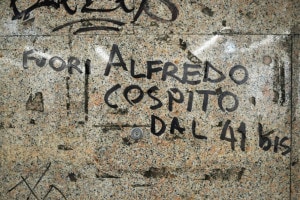 FUORI ALFREDO
COSPITO
DAL 41 bis